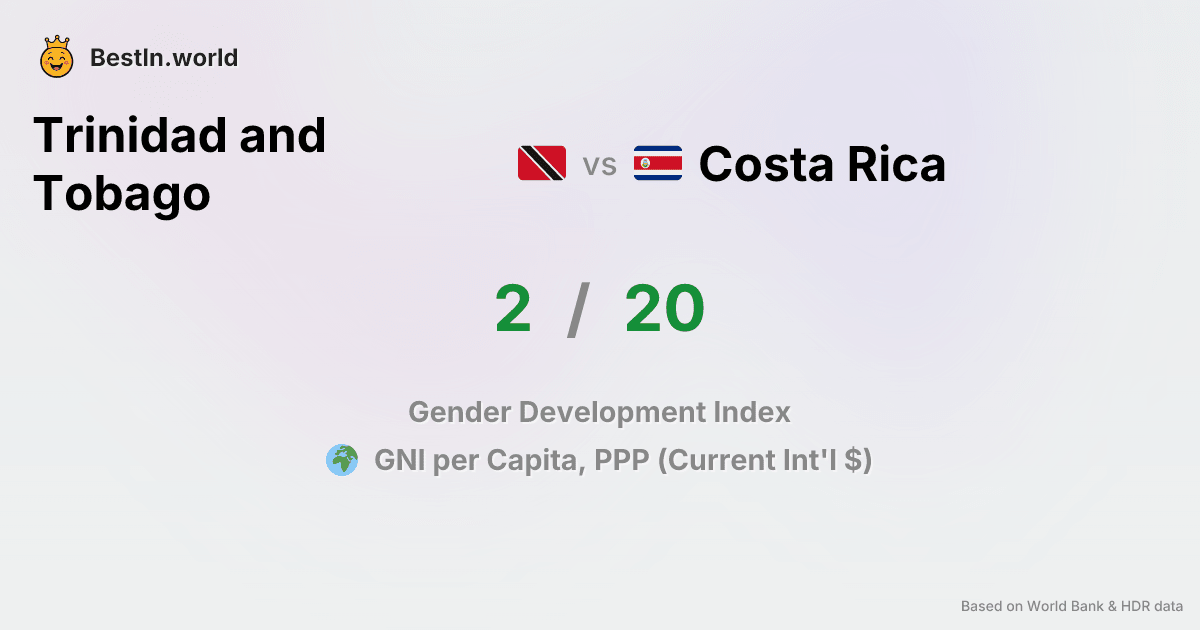 BestIn.world
Trinidad and
Tobago
vs Costa Rica
2 / 20
Gender Development Index
GNI per Capita, PPP (Current Int'l $)
Based on World Bank & HDR data